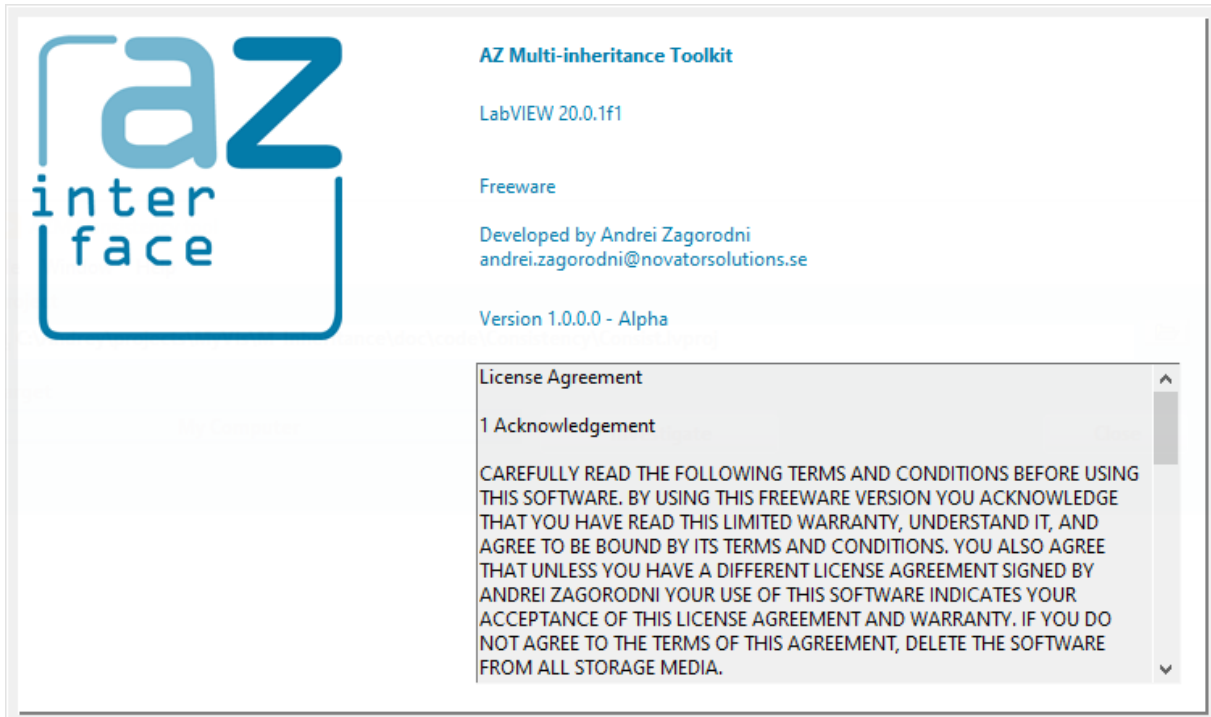 az
inter
face
AZ Multi-inheritance Toolkit
LabVIEW 20.0.1f1
Freeware
Developed by Andrei Zagorodni
andrei.zagorodni@novatorsolutions.se
Version 1.0.0.0 - Alpha
License Agreement
1 Acknowledgement
CAREFULLY READ THE FOLLOWING TERMS AND CONDITIONS BEFORE USING
THIS SOFTWARE. BY USING THIS FREEWARE VERSION YOU ACKNOWLEDGE
THAT YOU HAVE READ THIS LIMITED WARRANTY, UNDERSTAND IT, AND
AGREE TO BE BOUND BY ITS TERMS AND CONDITIONS. YOU ALSO AGREE
THAT UNLESS YOU HAVE A DIFFERENT LICENSE AGREEMENT SIGNED BY
ANDREI ZAGORODNI YOUR USE OF THIS SOFTWARE INDICATES YOUR
ACCEPTANCE OF THIS LICENSE AGREEMENT AND WARRANTY. IF YOU DO
NOT AGREE TO THE TERMS OF THIS AGREEMENT, DELETE THE SOFTWARE
FROM ALL STORAGE MEDIA.